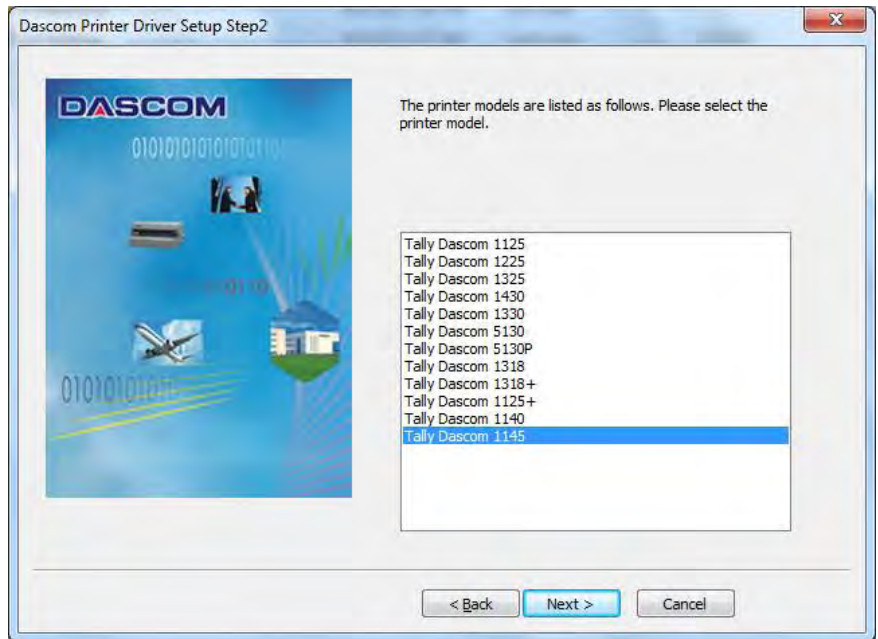 Dascom Printer Driver Setup Step2
DASCOM
The printer models are listed as follows. Please select the
printer model.
Tally Dascom 1125
Tally Dascom 1225
Tally Dascom 1325
Tally Dascom 1430
Tally Dascom 1330
Tally Dascom 5130
Tally Dascom 5130P
Tally Dascom 1318
Tally Dascom 1318+
Tally Dascom 1125+
Tally Dascom 1140
Tally Dascom 1145
< Back
Next >
Cancel